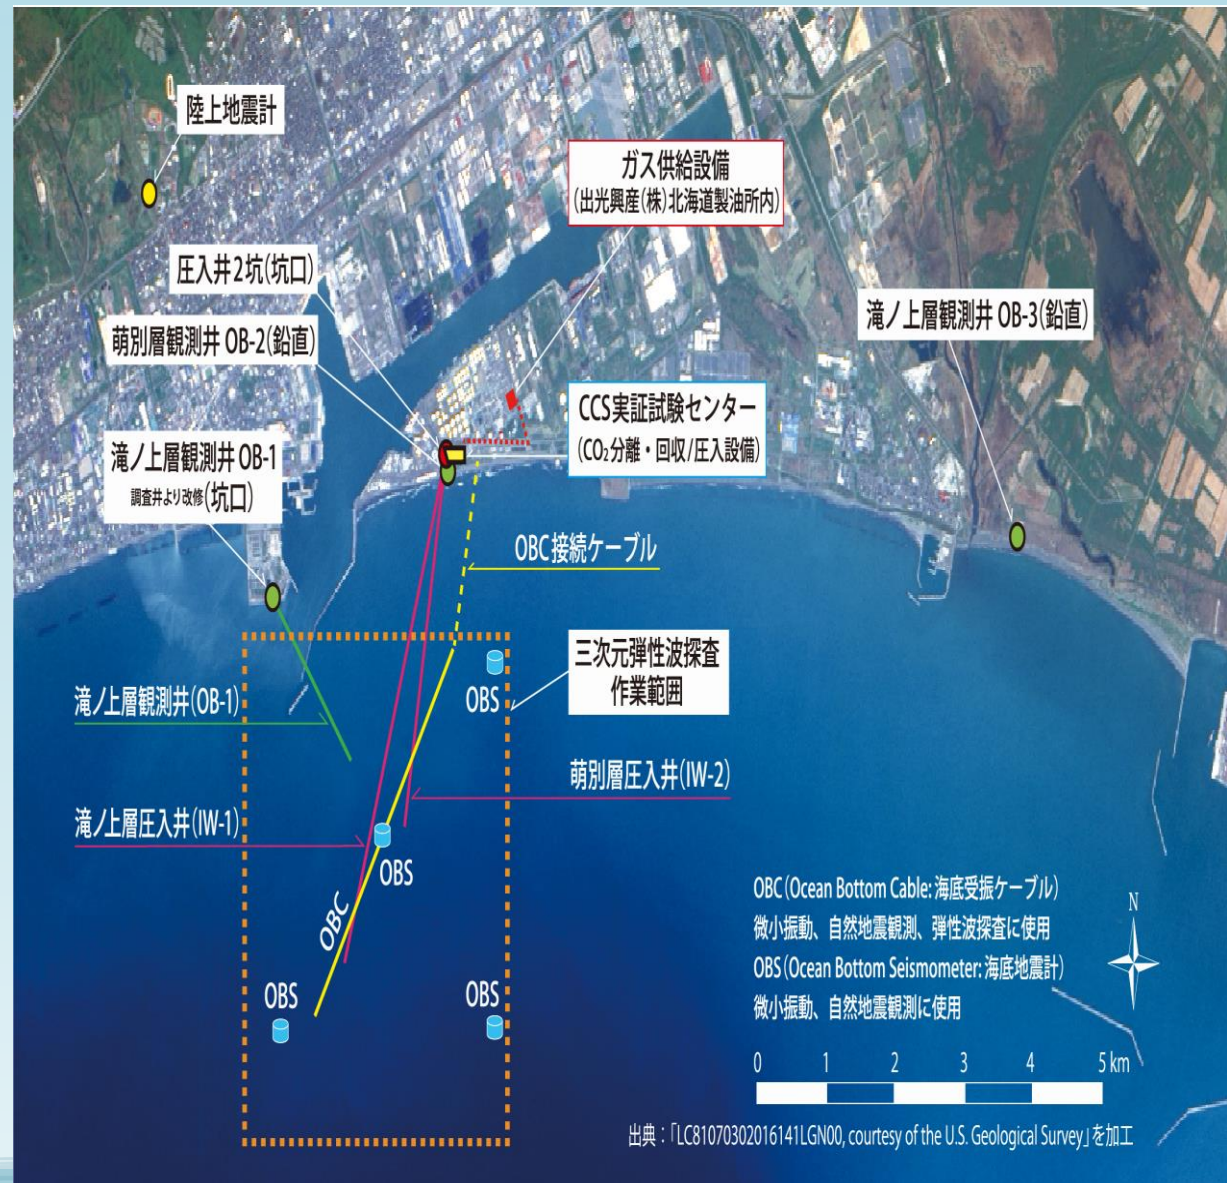 陸上地震計
ガス供給設備
(出光興産(株)北海道製油所内)
圧入井2坑(坑口)
萌別層観測井 OB-2(鉛直)
滝ノ上層観測井 OB-3(鉛直)
CCS実証試験センター
(CO₂分離・回収/圧入設備)
滝ノ上層観測井 OB-1
調査井より改修(坑口)
OBC接続ケーブル
三次元弾性波探査
作業範囲
OBS
滝ノ上層観測井(OB-1)
萌別層圧入井(IW-2)
滝ノ上層圧入井(IW-1)
OBS
OBC
OBS
OBS
OBC(Ocean Bottom Cable:海底受振ケーブル)
微小振動、自然地震観測、弾性波探査に使用
OBS(Ocean Bottom Seismometer:海底地震計)
微小振動、自然地震観測に使用
N
0 1 2 3 4 5 km
出典：「LC81070302016141LGN00, courtesy of the U.S. Geological Survey」を加工